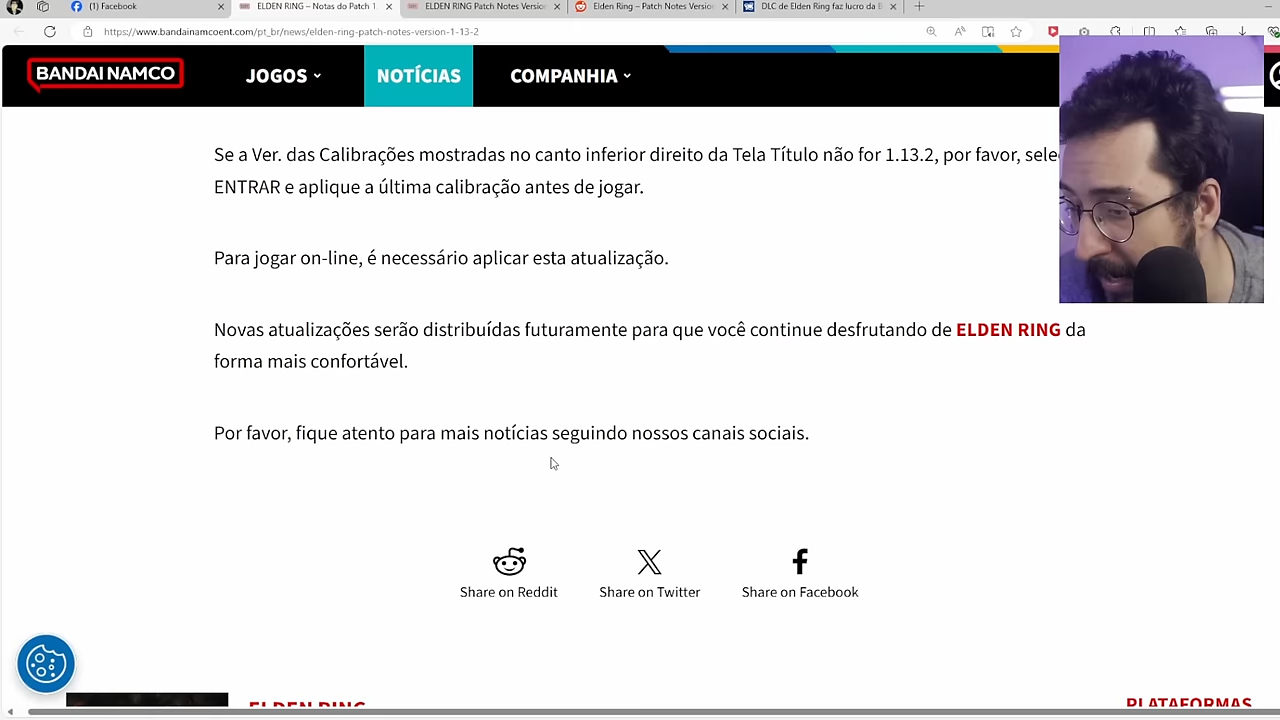 (1) Facebook
ELDEN RING – Notas do Patch 1
ELDEN RING Patch Notes Version
Elden Ring – Patch Notes Version
DLC de Elden Ring faz lucro da B
https://www.bandainamcoent.com/pt_br/news/elden-ring-patch-notes-version-1-13-2
BANDAI NAMCO
JOGOS
NOTÍCIAS
COMPANHIA
Se a Ver. das Calibrações mostradas no canto inferior direito da Tela Título não for 1.13.2, por favor, sele
ENTRAR e aplique a última calibração antes de jogar.
Para jogar on-line, é necessário aplicar esta atualização.
Novas atualizações serão distribuídas futuramente para que você continue desfrutando de ELDEN RING da
forma mais confortável.
Por favor, fique atento para mais notícias seguindo nossos canais sociais.
Share on Reddit
Share on Twitter
Share on Facebook
ELDEN RING
PLATAFORMAS